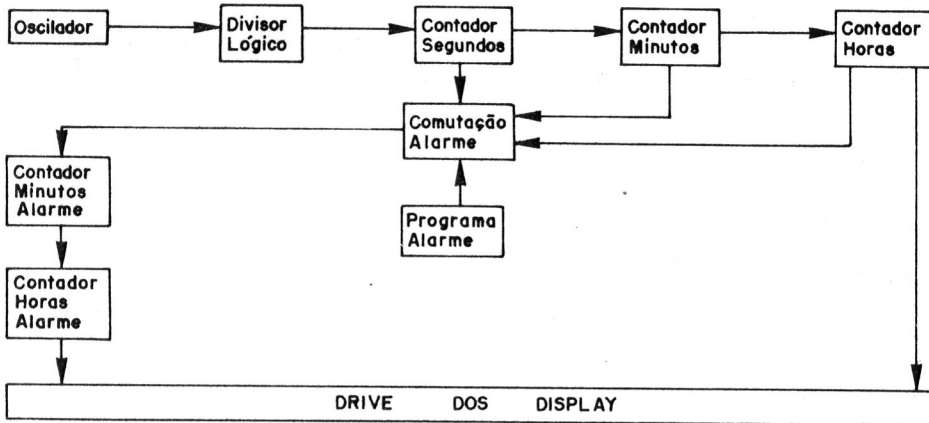 Oscilador
Divisor
Lógico
Contador
Segundos
Contador
Minutos
Contador
Horas
Comutação
Alarme
Contador
Minutos
Alarme
Programa
Alarme
Contador
Horas
Alarme
DRIVE DOS DISPLAY